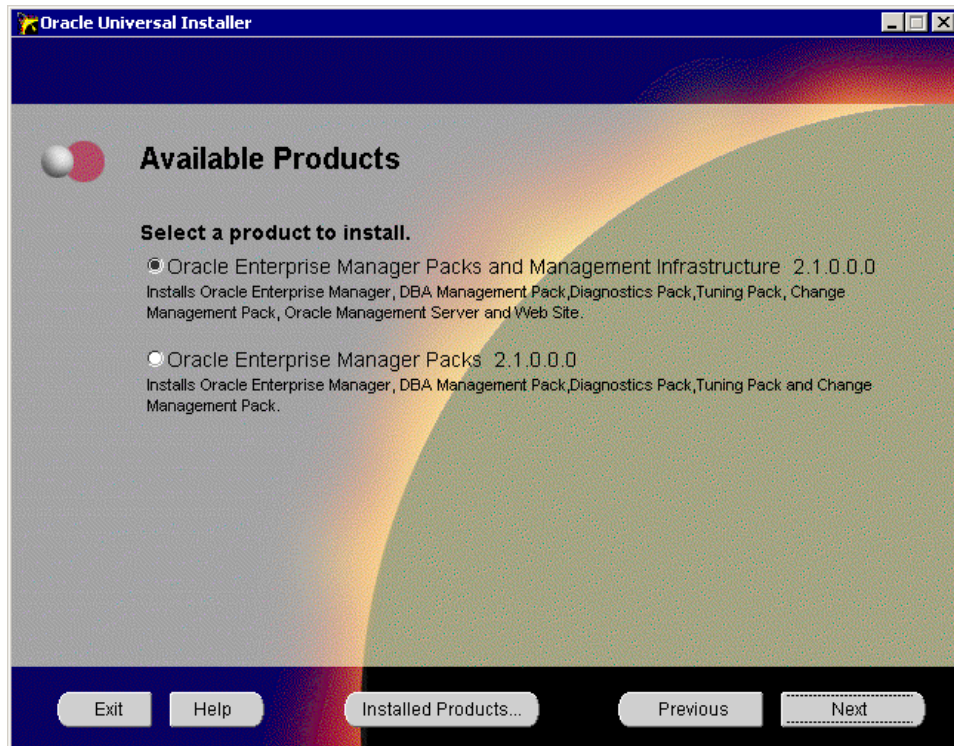 Oracle Universal Installer
Available Products
Select a product to install.
Oracle Enterprise Manager Packs and Management Infrastructure 2.1.0.0.0
Installs Oracle Enterprise Manager, DBA Management Pack,Diagnostics Pack,Tuning Pack, Change
Management Pack, Oracle Management Server and Web Site.
Oracle Enterprise Manager Packs 2.1.0.0.0
Installs Oracle Enterprise Manager, DBA Management Pack,Diagnostics Pack,Tuning Pack and Change
Management Pack.
Exit
Help
Installed Products...
Previous
Next